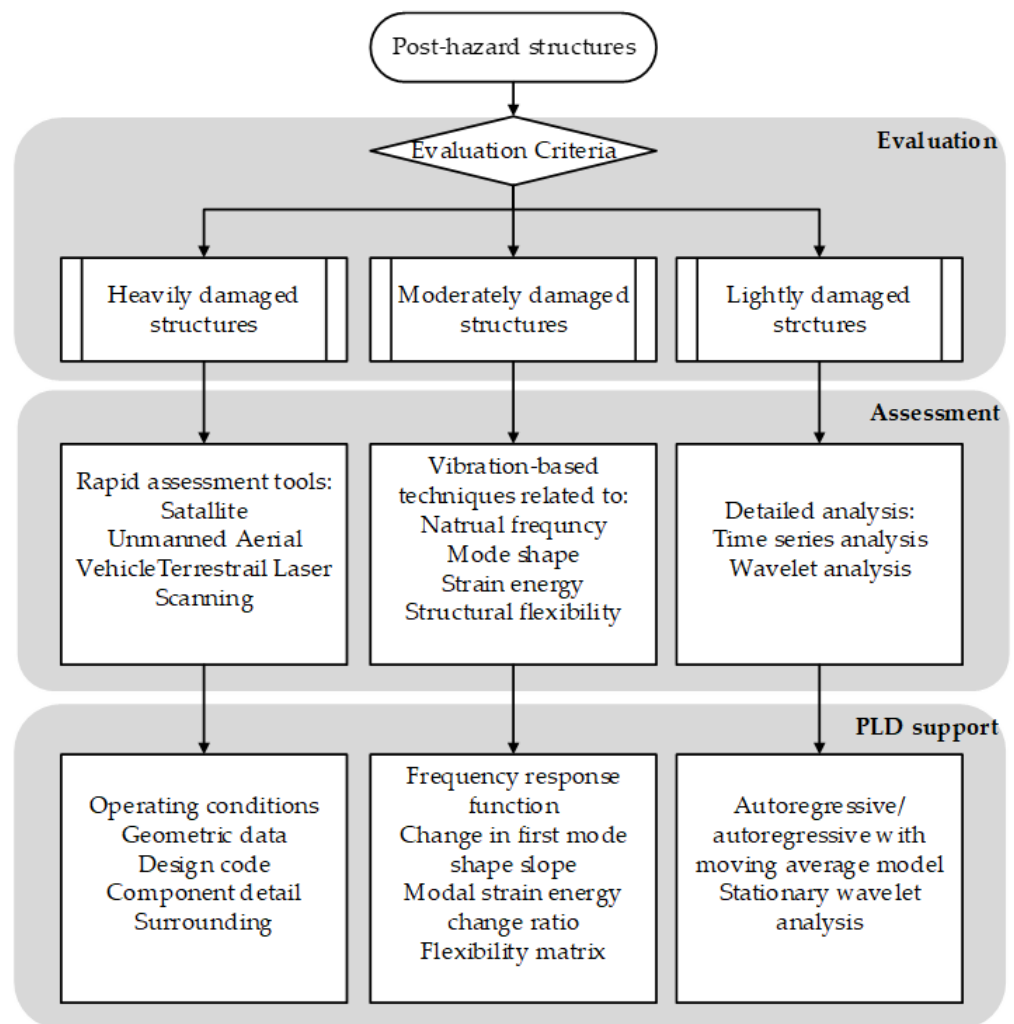 Post-hazard structures
Evaluation
Evaluation Criteria
Heavily damaged
structures
Moderately damaged
structures
Lightly damaged
strctures
Assessment
Rapid assessment tools:
Satallite
Unmanned Aerial
VehicleTerrestrail Laser
Scanning
Vibration-based
techniques related to:
Natrual frequncy
Mode shape
Strain energy
Structural flexibility
Detailed analysis:
Time series analysis
Wavelet analysis
PLD support
Operating conditions
Geometric data
Design code
Component detail
Surrounding
Frequency response
function
Change in first mode
shape slope
Modal strain energy
change ratio
Flexibility matrix
Autoregressive/
autoregressive with
moving average model
Stationary wavelet
analysis